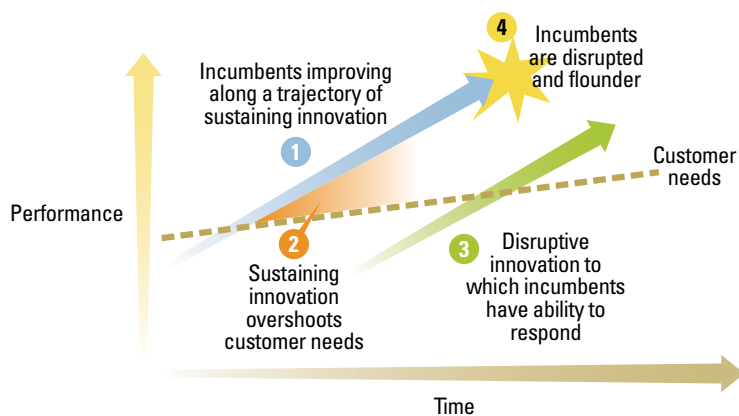 4
Incumbents
are disrupted
and flounder
Incumbents improving
along a trajectory of
sustaining innovation
1
Customer
needs
Performance
2
Sustaining
innovation
overshoots
customer needs
3
Disruptive
innovation to
which incumbents
have ability to
respond
Time